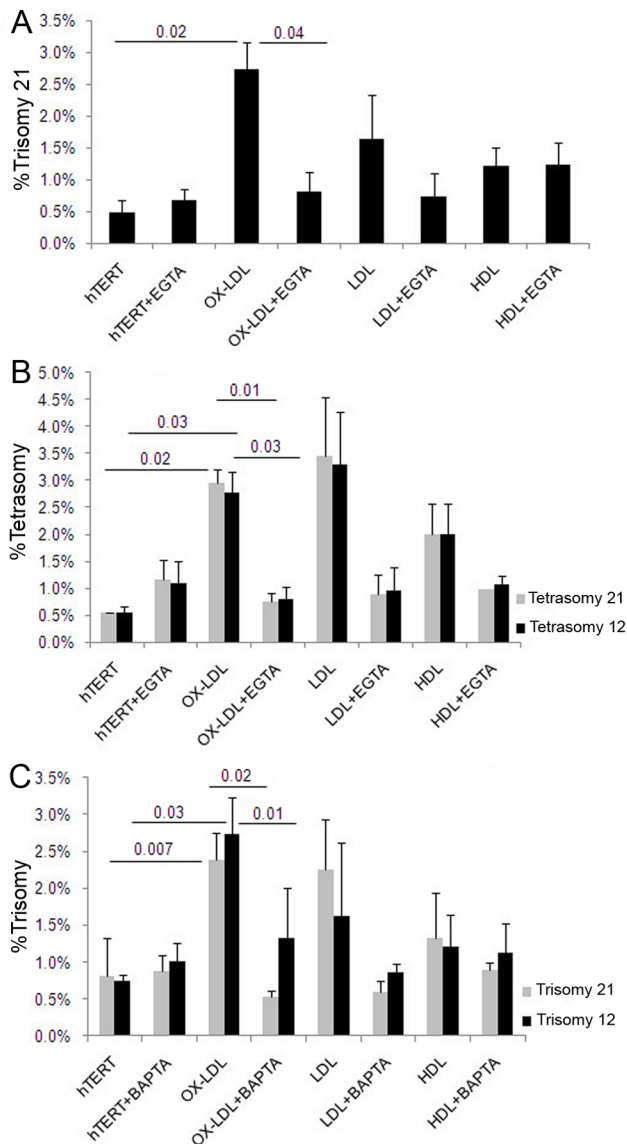 A
%Trisomy 21
3.5%
3.0%
2.5%
2.0%
1.5%
1.0%
0.5%
0.0%
0.02
0.04
hTERT
hTERT+EGTA
OX-LDL
OX-LDL+EGTA
LDL
LDL+EGTA
HDL
HDL+EGTA
B
%Tetrasomy
5.0%
4.5%
4.0%
3.5%
3.0%
2.5%
2.0%
1.5%
1.0%
0.5%
0.0%
0.01
0.03
0.03
0.02
Tetrasomy 21
Tetrasomy 12
hTERT
hTERT+EGTA
OX-LDL
OX-LDL+EGTA
LDL
LDL+EGTA
HDL
HDL+EGTA
C
%Trisomy
3.5%
3.0%
2.5%
2.0%
1.5%
1.0%
0.5%
0.0%
0.02
0.03
0.01
0.007
Trisomy 21
Trisomy 12
hTERT
hTERT+BAPTA
OX-LDL
OX-LDL+BAPTA
LDL
LDL+BAPTA
HDL
HDL+BAPTA